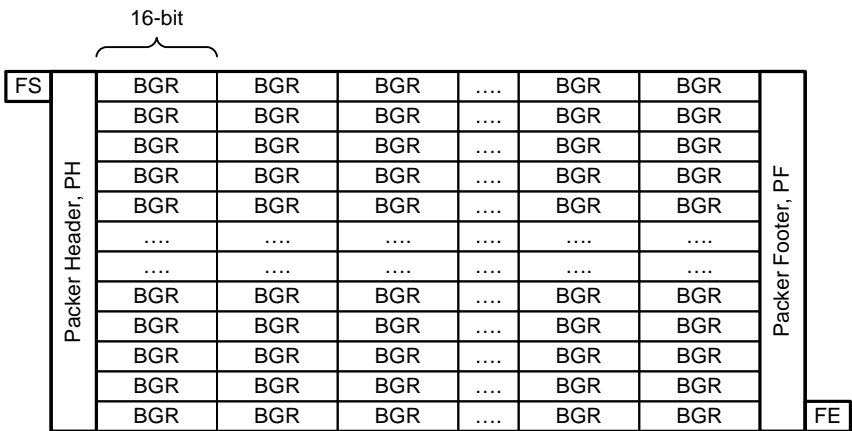 16-bit
FS BGR BGR BGR .... BGR BGR
BGR BGR BGR .... BGR BGR
BGR BGR BGR .... BGR BGR
BGR BGR BGR .... BGR BGR
BGR BGR BGR .... BGR BGR
.... .... .... .... .... ....
.... .... .... .... .... ....
BGR BGR BGR .... BGR BGR
BGR BGR BGR .... BGR BGR
BGR BGR BGR .... BGR BGR
BGR BGR BGR .... BGR BGR
BGR BGR BGR .... BGR BGR FE
Packer Header, PH
Packer Footer, PF